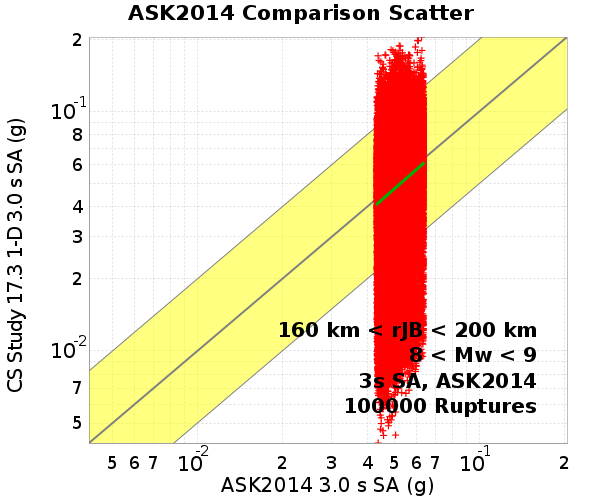 ASK2014 Comparison Scatter
CS Study 17.3 1-D 3.0 s SA (g)
2
10-1
8
6
4
3
2
10-2
7
5
160 km < rJB < 200 km
8 < Mw < 9
3s SA, ASK2014
100000 Ruptures
5 6 7 10-2 2 3 4 5 6 7 10-1 2
ASK2014 3.0 s SA (g)